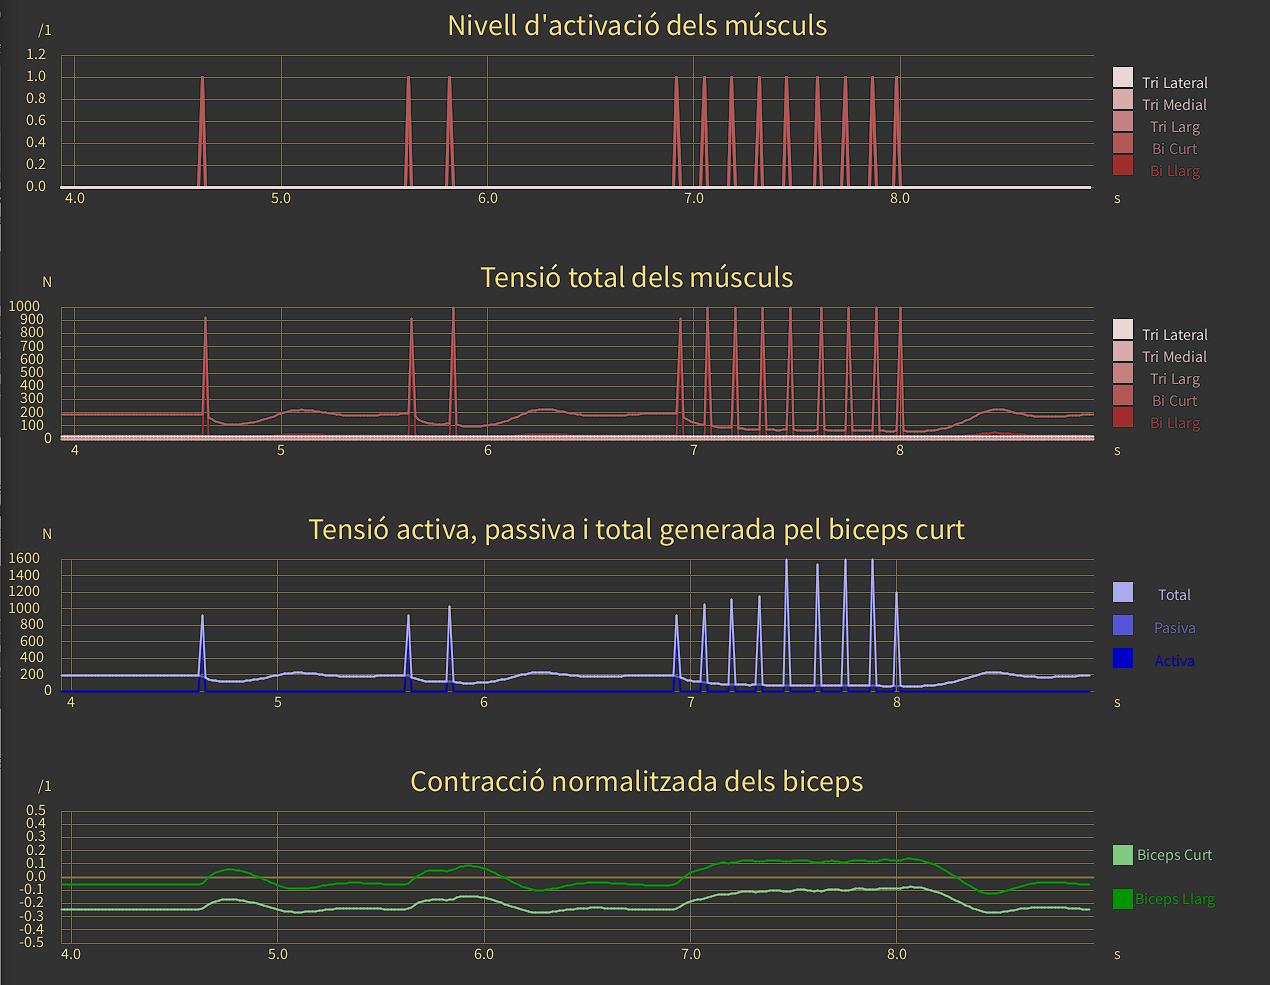 Nivell d'activació dels músculs
/1
1.2
1.0
0.8
0.6
0.4
0.2
0.0
4.0 5.0 6.0 7.0 8.0 s
Tri Lateral
Tri Medial
Tri Larg
Bi Curt
Bi Llarg
Tensió total dels músculs
N
1000
900
800
700
600
500
400
300
200
100
0
4 5 6 7 8 s
Tri Lateral
Tri Medial
Tri Larg
Bi Curt
Bi Llarg
Tensió activa, passiva i total generada pel biceps curt
N
1600
1400
1200
1000
800
600
400
200
0
4 5 6 7 8 s
Total
Pasiva
Activa
Contracció normalitzada dels biceps
/1
0.5
0.4
0.3
0.2
0.1
0.0
-0.1
-0.2
-0.3
-0.4
-0.5
4.0 5.0 6.0 7.0 8.0 s
Biceps Curt
Biceps Llarg